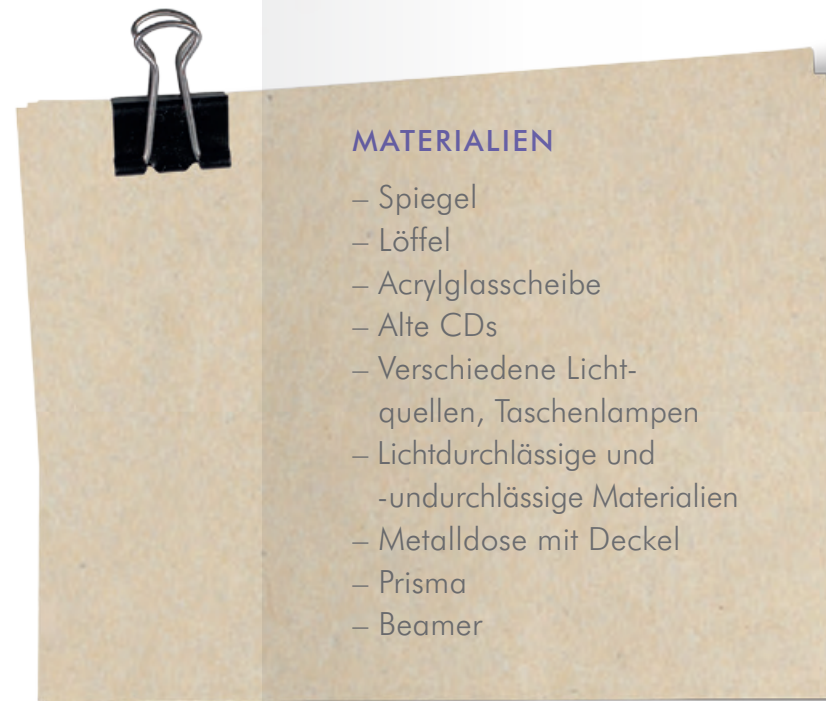 MATERIALIEN
– Spiegel
– Löffel
– Acrylglasscheibe
– Alte CDs
– Verschiedene Licht-
quellen, Taschenlampen
– Lichtdurchlässige und
-undurchlässige Materialien
– Metalldose mit Deckel
– Prisma
– Beamer